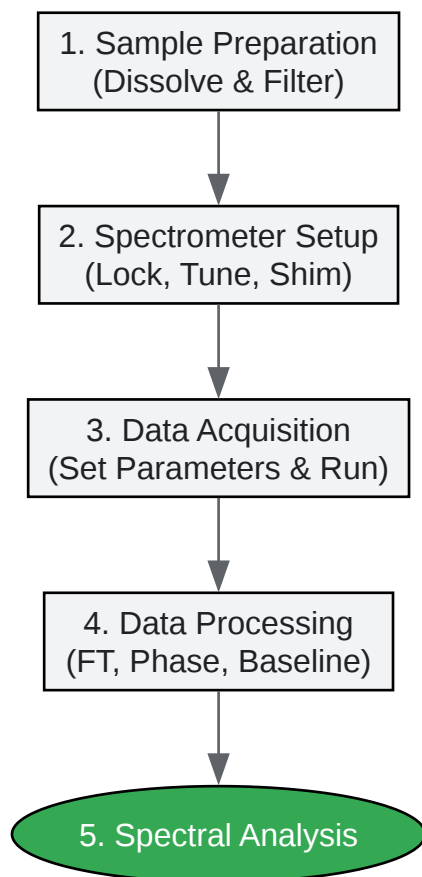 1. Sample Preparation
(Dissolve & Filter)
2. Spectrometer Setup
(Lock, Tune, Shim)
3. Data Acquisition
(Set Parameters & Run)
4. Data Processing
(FT, Phase, Baseline)
5. Spectral Analysis